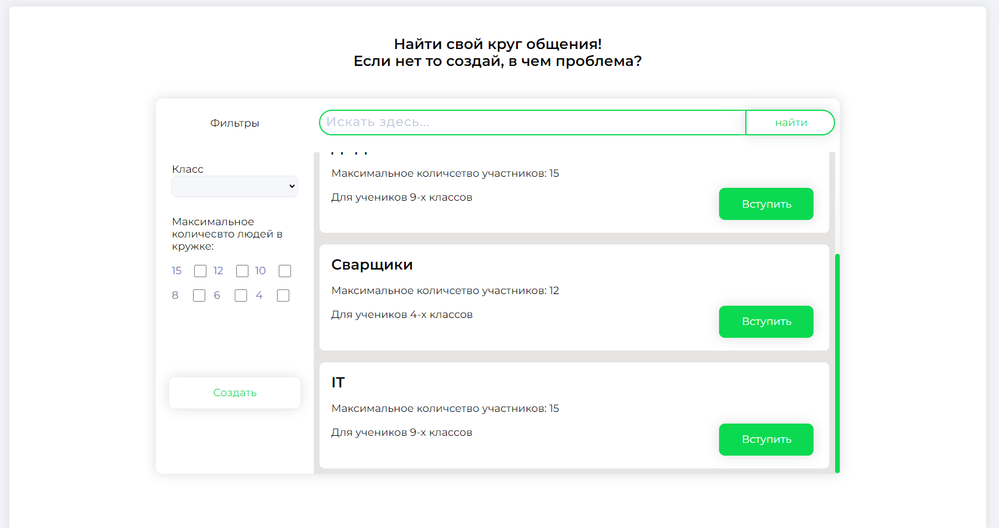 Найти свой круг общения!
Если нет то создай, в чем проблема?
Фильтры
Искать здесь...
найти
Класс
Максимальное
количесвто людей в
кружке:
15 12 10
8 6 4
Создать
Максимальное количсетво участников: 15
Для учеников 9-х классов
Вступить
Сварщики
Максимальное количсетво участников: 12
Для учеников 4-х классов
Вступить
IT
Максимальное количсетво участников: 15
Для учеников 9-х классов
Вступить